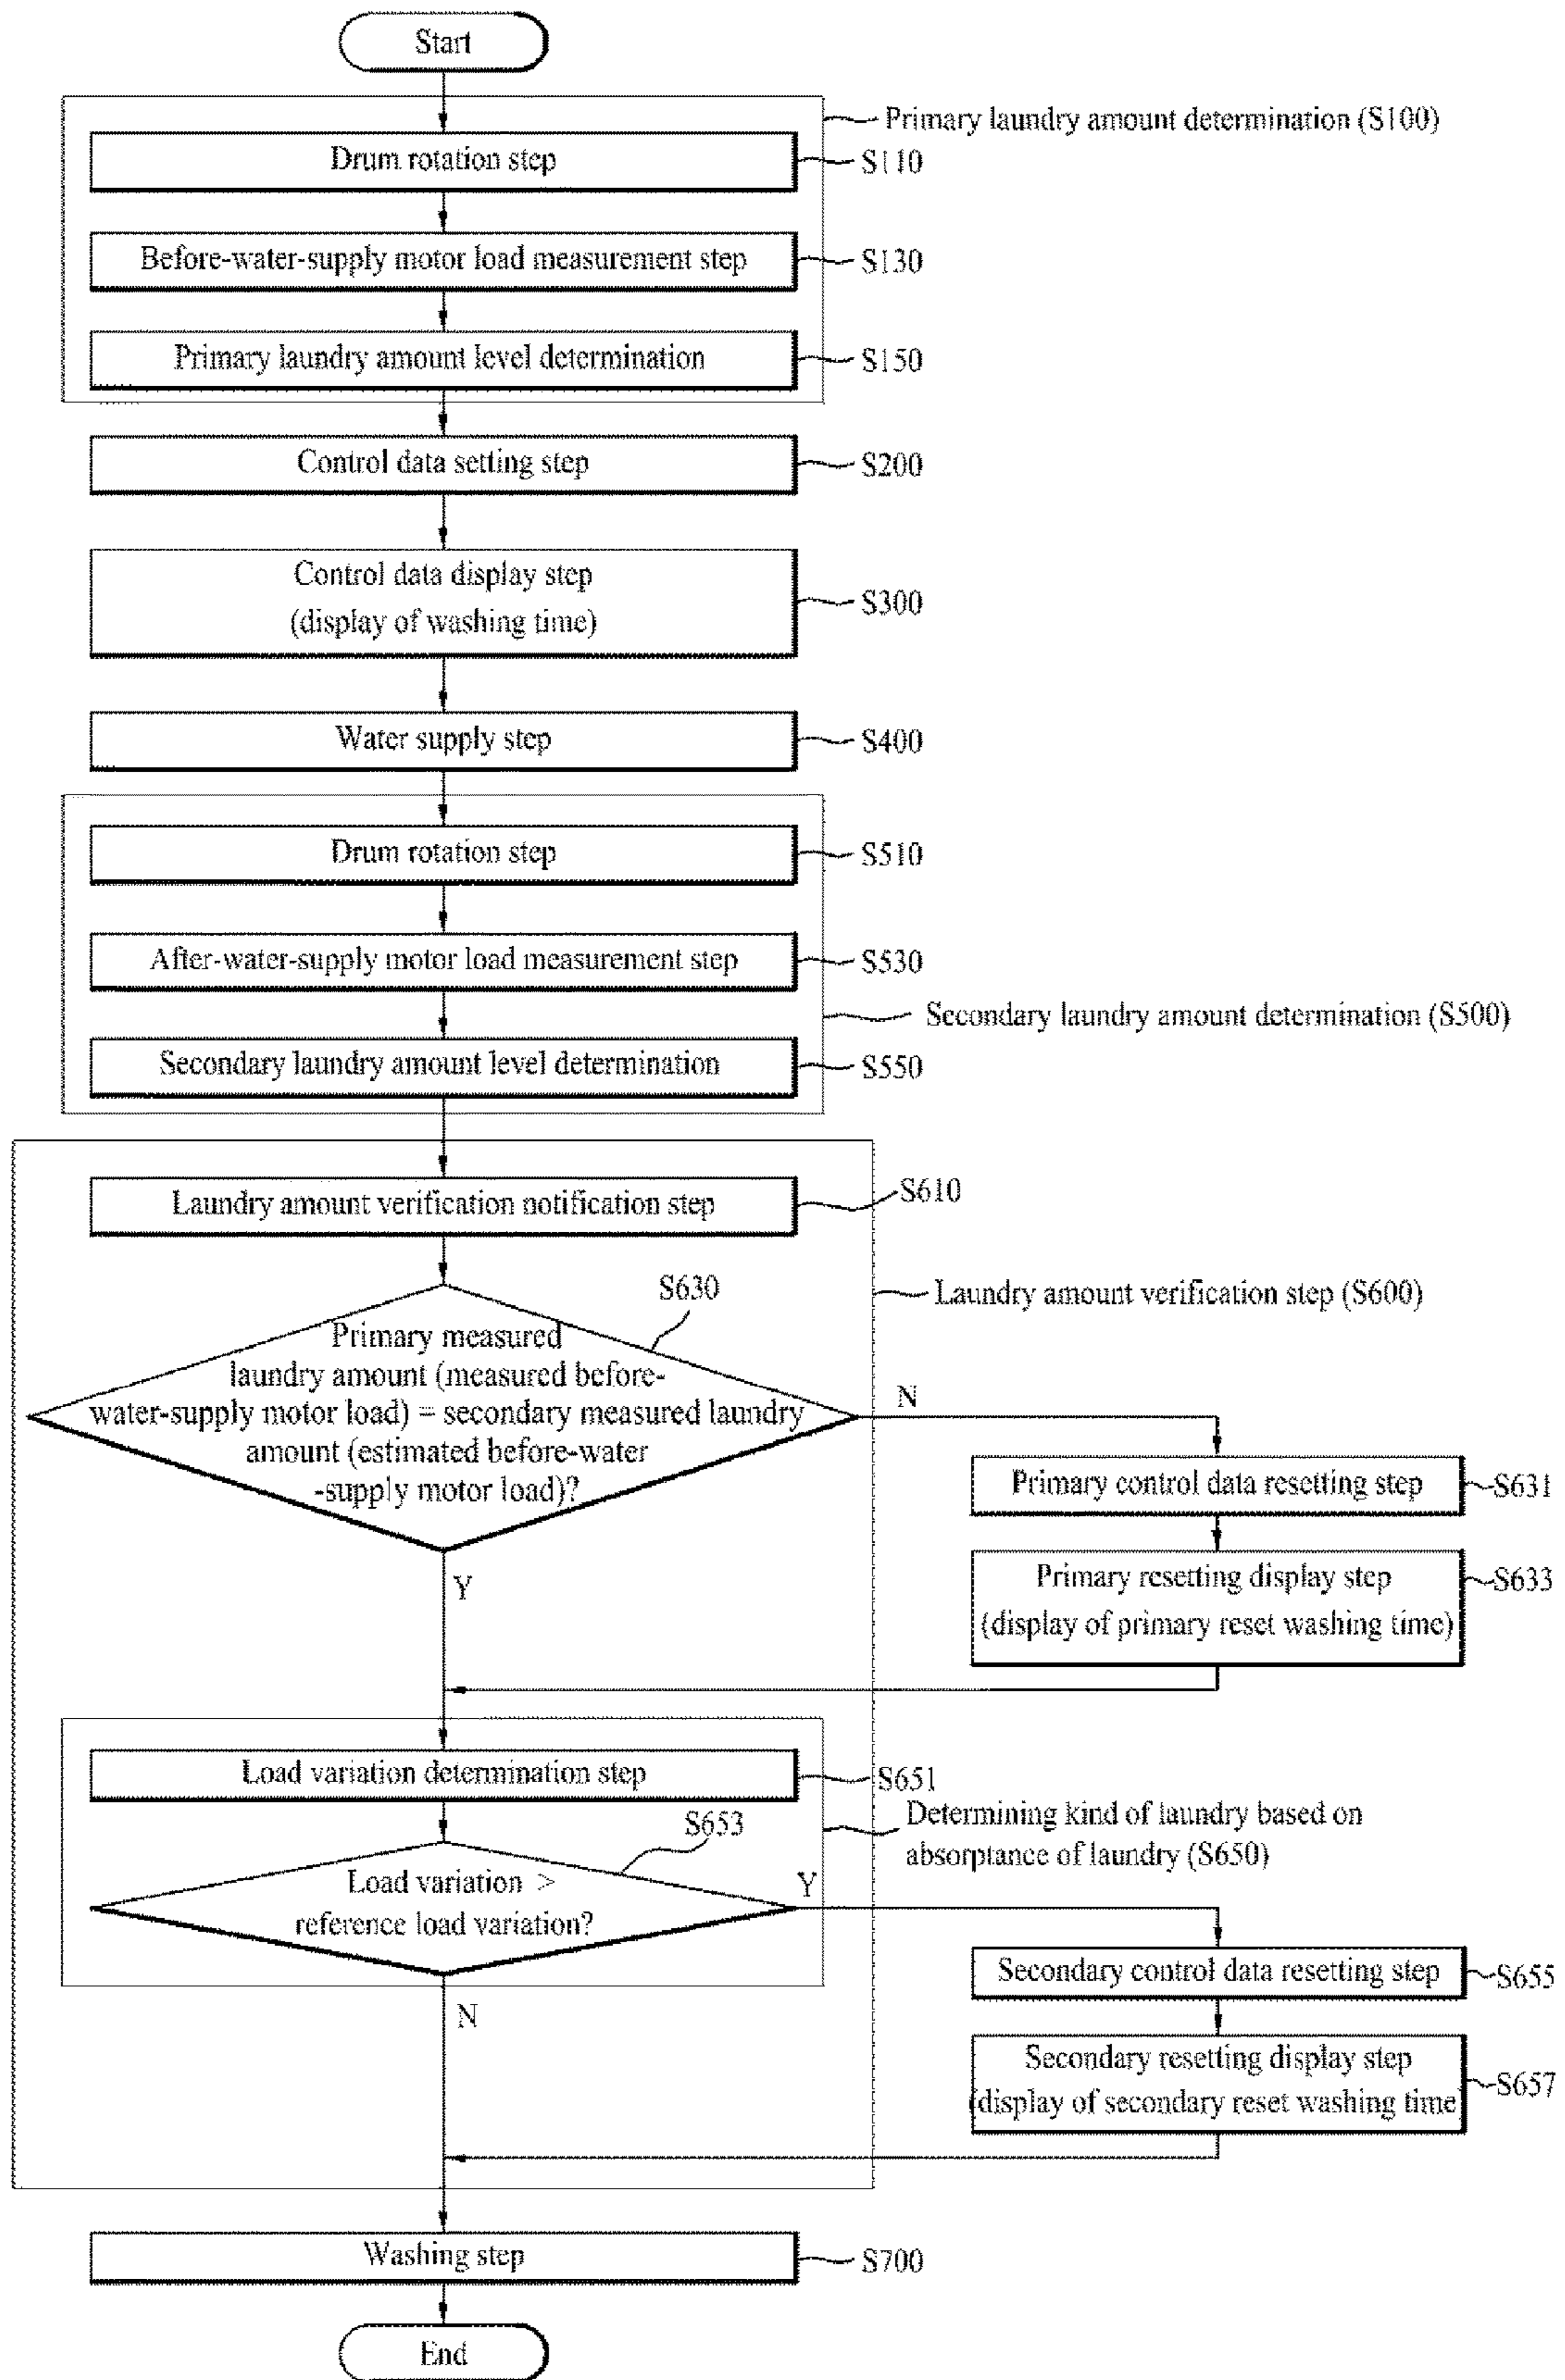 Start
Primary laundry amount determination (S100)
Drum rotation step
S110
Before-water-supply motor load measurement step
S130
Primary laundry amount level determination
S150
Control data setting step
S200
Control data display step
(display of washing time)
S300
Water supply step
S400
Drum rotation step
S510
After-water-supply motor load measurement step
S530
Secondary laundry amount determination (S500)
Secondary laundry amount level determination
S550
Laundry amount verification notification step
S610
S630
Laundry amount verification step (S600)
Primary measured
laundry amount (measured before-
water-supply motor load) = secondary measured laundry
amount (estimated before-water
-supply motor load)?
N
Y
Primary control data resetting step
S631
Primary resetting display step
(display of primary reset washing time)
S633
Load variation determination step
S651
Determining kind of laundry based on
absorptance of laundry (S650)
S653
Load variation >
reference load variation?
Y
N
Secondary control data resetting step
S655
Secondary resetting display step
(display of secondary reset washing time)
S657
Washing step
S700
End